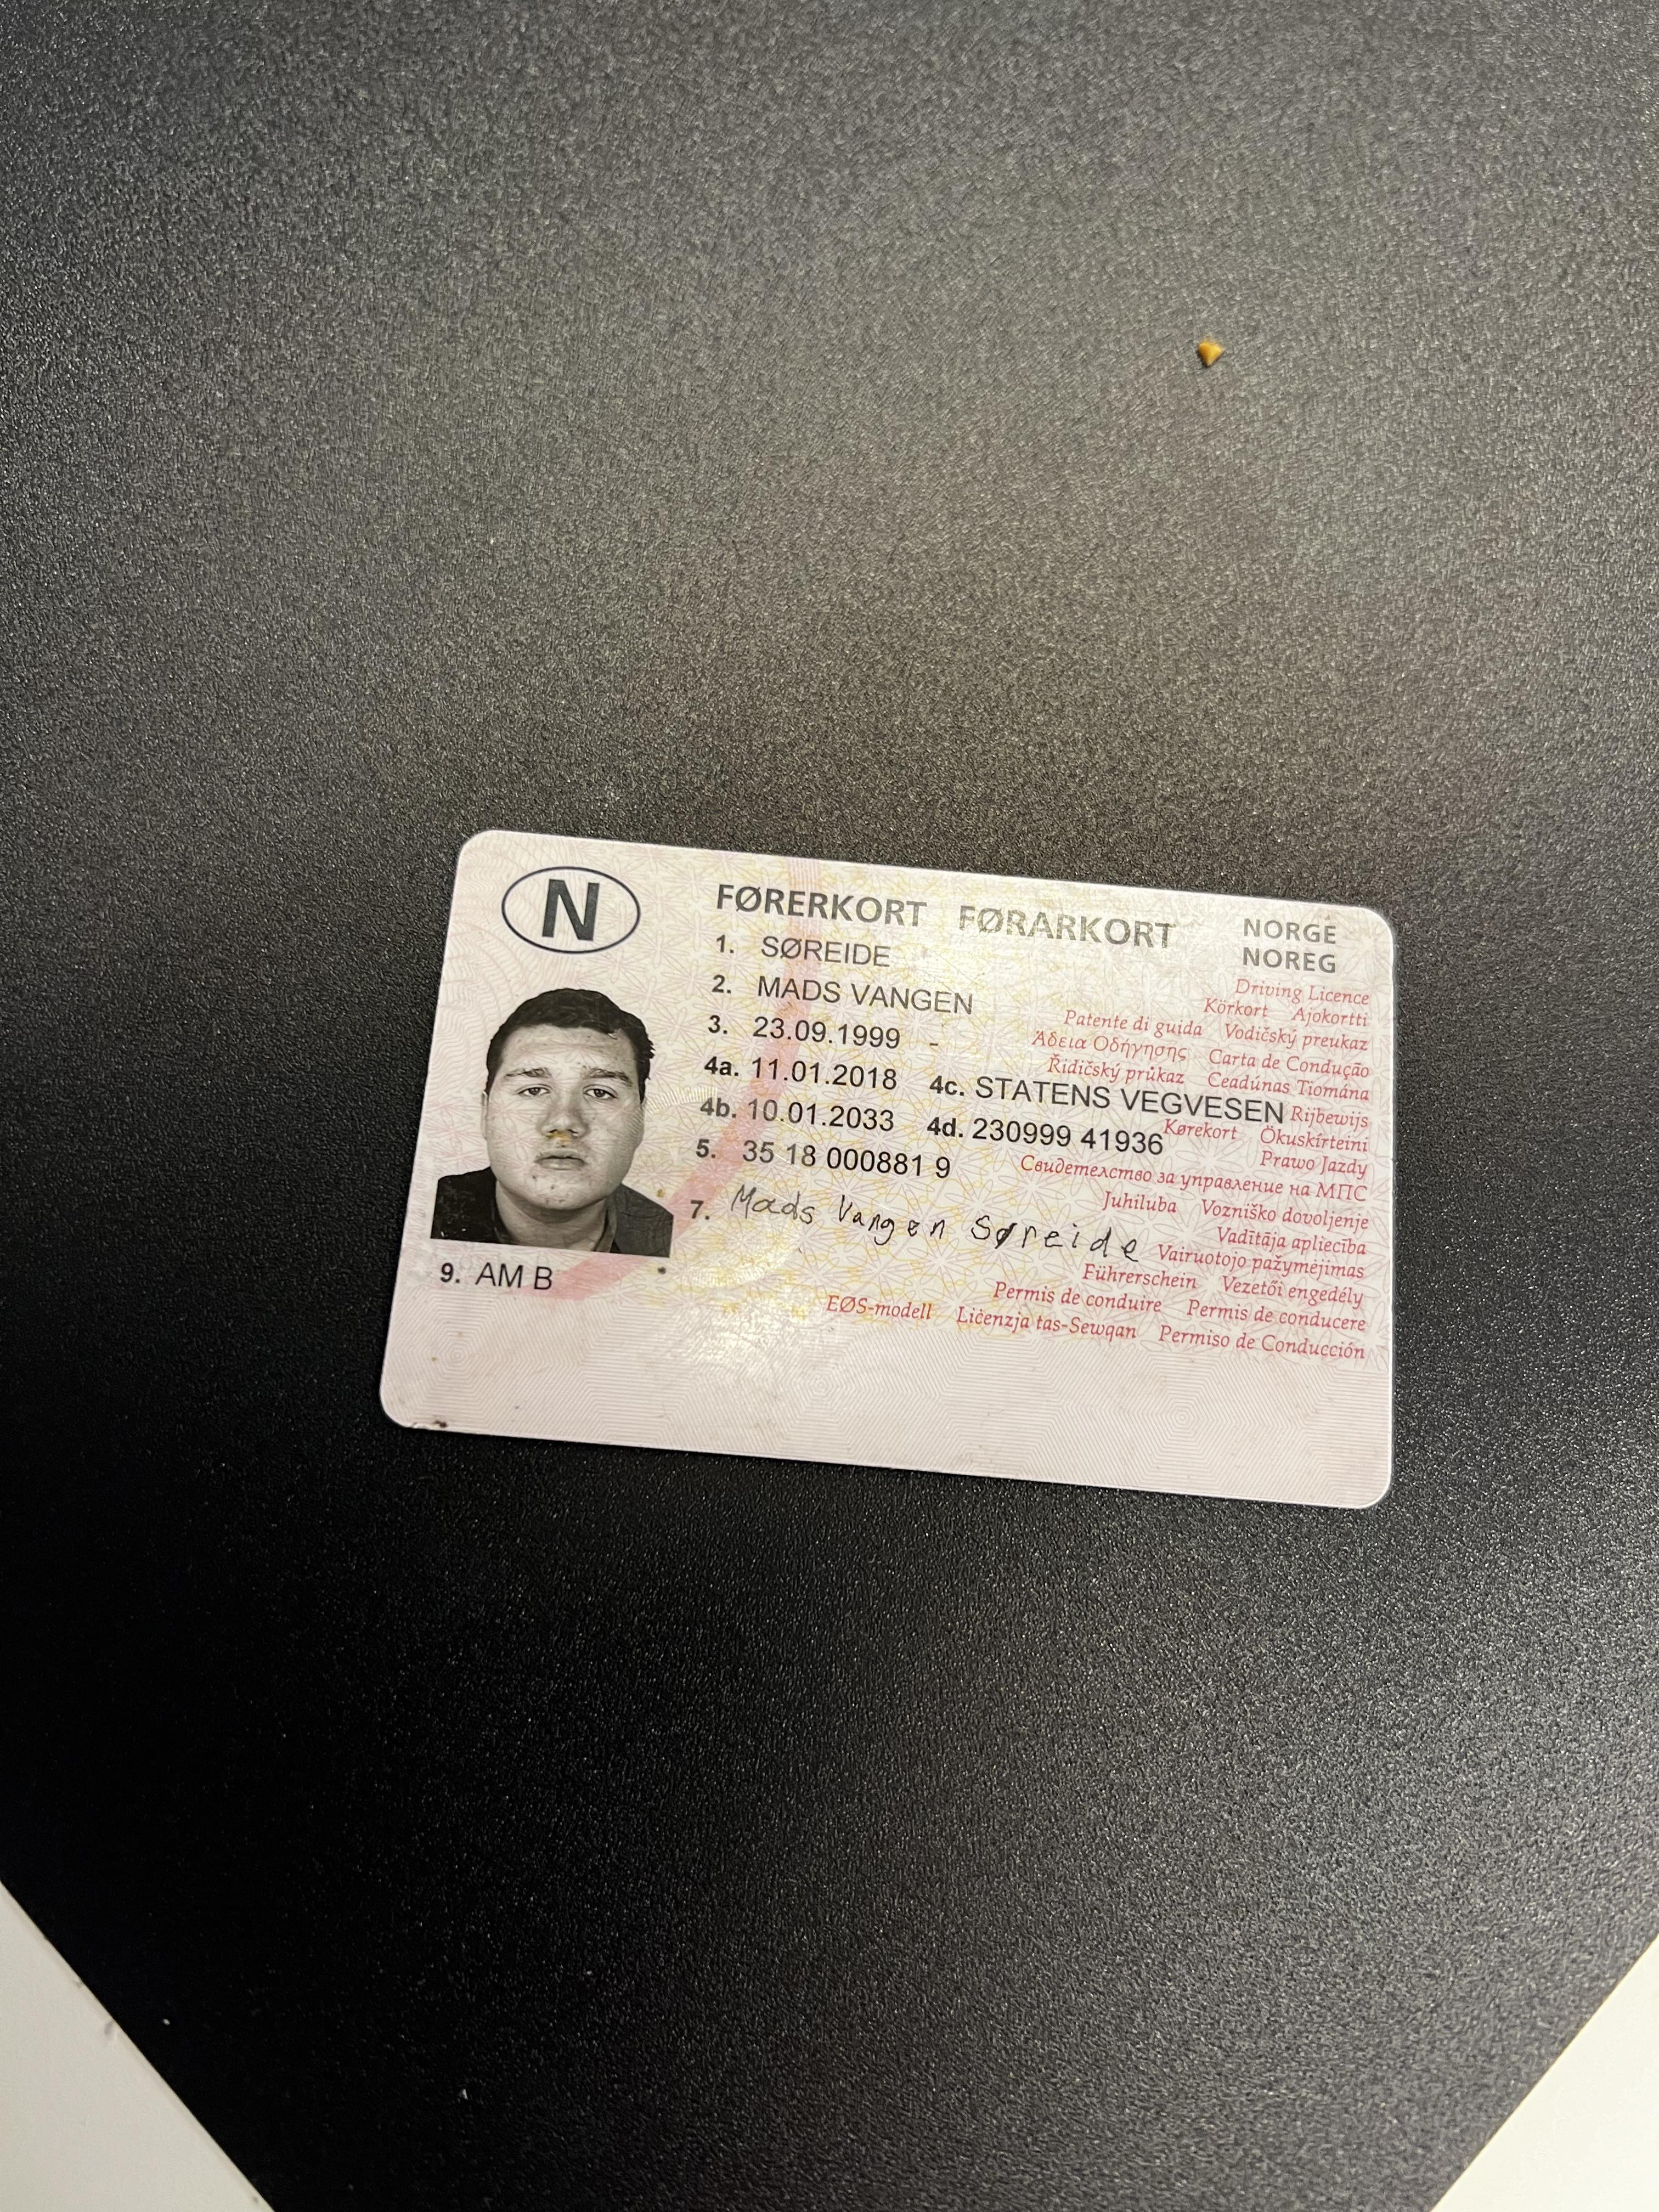 N
FØRERKORT FØRARKORT
NORGE
NOREG
1. SØREIDE
2. MADS VANGEN
3. 23.09.1999 -
4a. 11.01.2018 4c. STATENS VEGVESEN
4b. 10.01.2033 4d. 230999 41936
5. 35 18 000881 9
7. Mads Vangen Søreide
9. AM B
Driving Licence
Körkort Ajokortti
Patente di guida Vodičský preukaz
Άδεια Οδήγησης Carta de Condução
Řidičský průkaz Ceadúnas Tiomána
Rijbewijs
Kørekort Ökuskírteini
Prawo Jazdy
Свидетелство за управление на МПС
Juhiluba Vozniško dovoljenje
Vadītāja apliecība
Vairuotojo pažymėjimas
Führerschein Vezetői engedély
Permis de conduire Permis de conducere
EØS-modell Liċenzja tas-Sewqan Permiso de Conducción